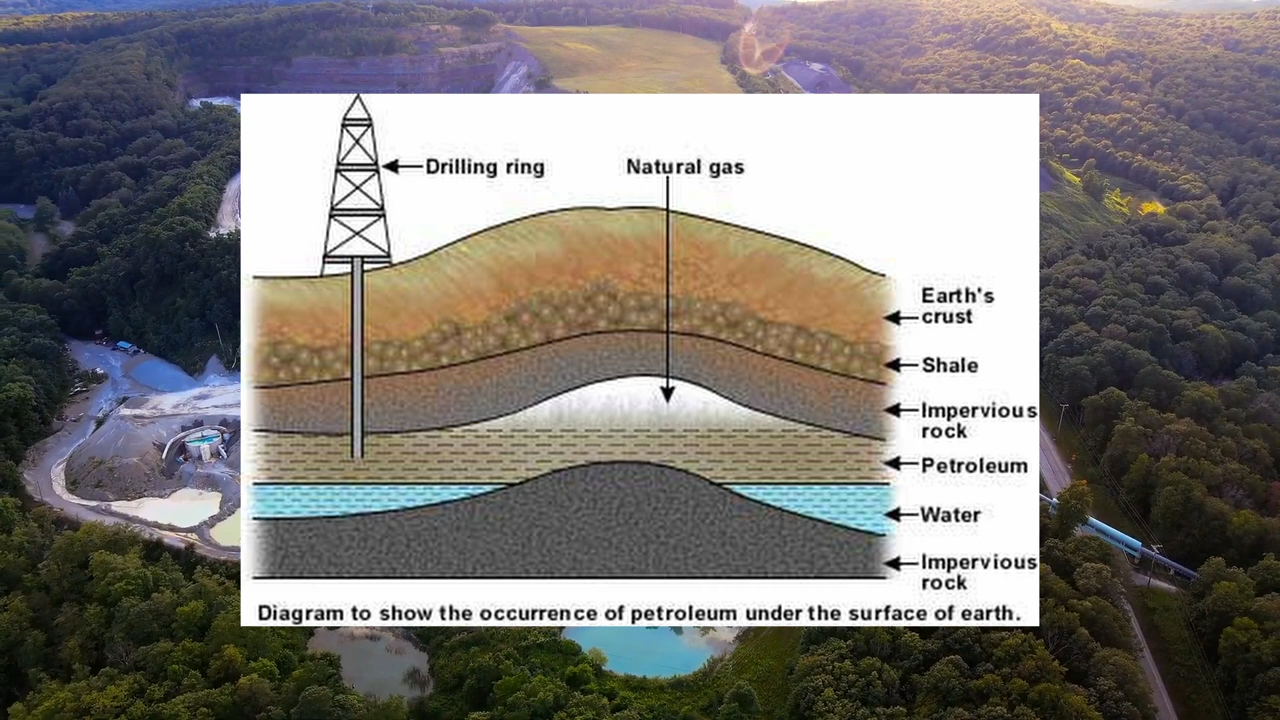 Drilling ring
Natural gas
Earth's
crust
Shale
Impervious
rock
Petroleum
Water
Impervious
rock
Diagram to show the occurrence of petroleum under the surface of earth.